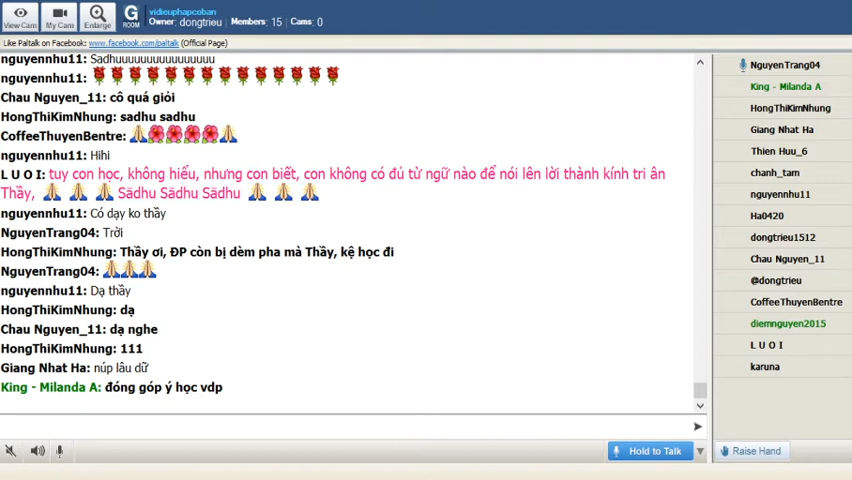 View Cam
My Cam
Enlarge
G
ROOM
vidieuphapcoban
Owner: dongtrieu Members: 15 Cams: 0
Like Paltalk on Facebook: www.facebook.com/paltalk (Official Page)
nguyennhu11: Sadhuuuuuuuuuuuuuuuu
nguyennhu11:
Chau Nguyen_11: cô quá giỏi
HongThiKimNhung: sadhu sadhu
CoffeeThuyenBentre:
nguyennhu11: Hihi
L U O I: tuy con học, không hiểu, nhưng con biết, con không có đủ từ ngữ nào để nói lên lời thành kính tri ân
Thầy, Sādhu Sādhu Sādhu
nguyennhu11: Có dạy ko thầy
NguyenTrang04: Trời
HongThiKimNhung: Thầy ơi, ĐP còn bị dèm pha mà Thầy, kệ học đi
NguyenTrang04:
nguyennhu11: Dạ thầy
HongThiKimNhung: dạ
Chau Nguyen_11: dạ nghe
HongThiKimNhung: 111
Giang Nhat Ha: núp lâu dữ
King - Milanda A: đóng góp ý học vdp
Hold to Talk
NguyenTrang04
King - Milanda A
HongThiKimNhung
Giang Nhat Ha
Thien Huu_6
chanh_tam
nguyennhu11
Ha0420
dongtrieu1512
Chau Nguyen_11
@dongtrieu
CoffeeThuyenBentre
diemnguyen2015
L U O I
karuna
Raise Hand